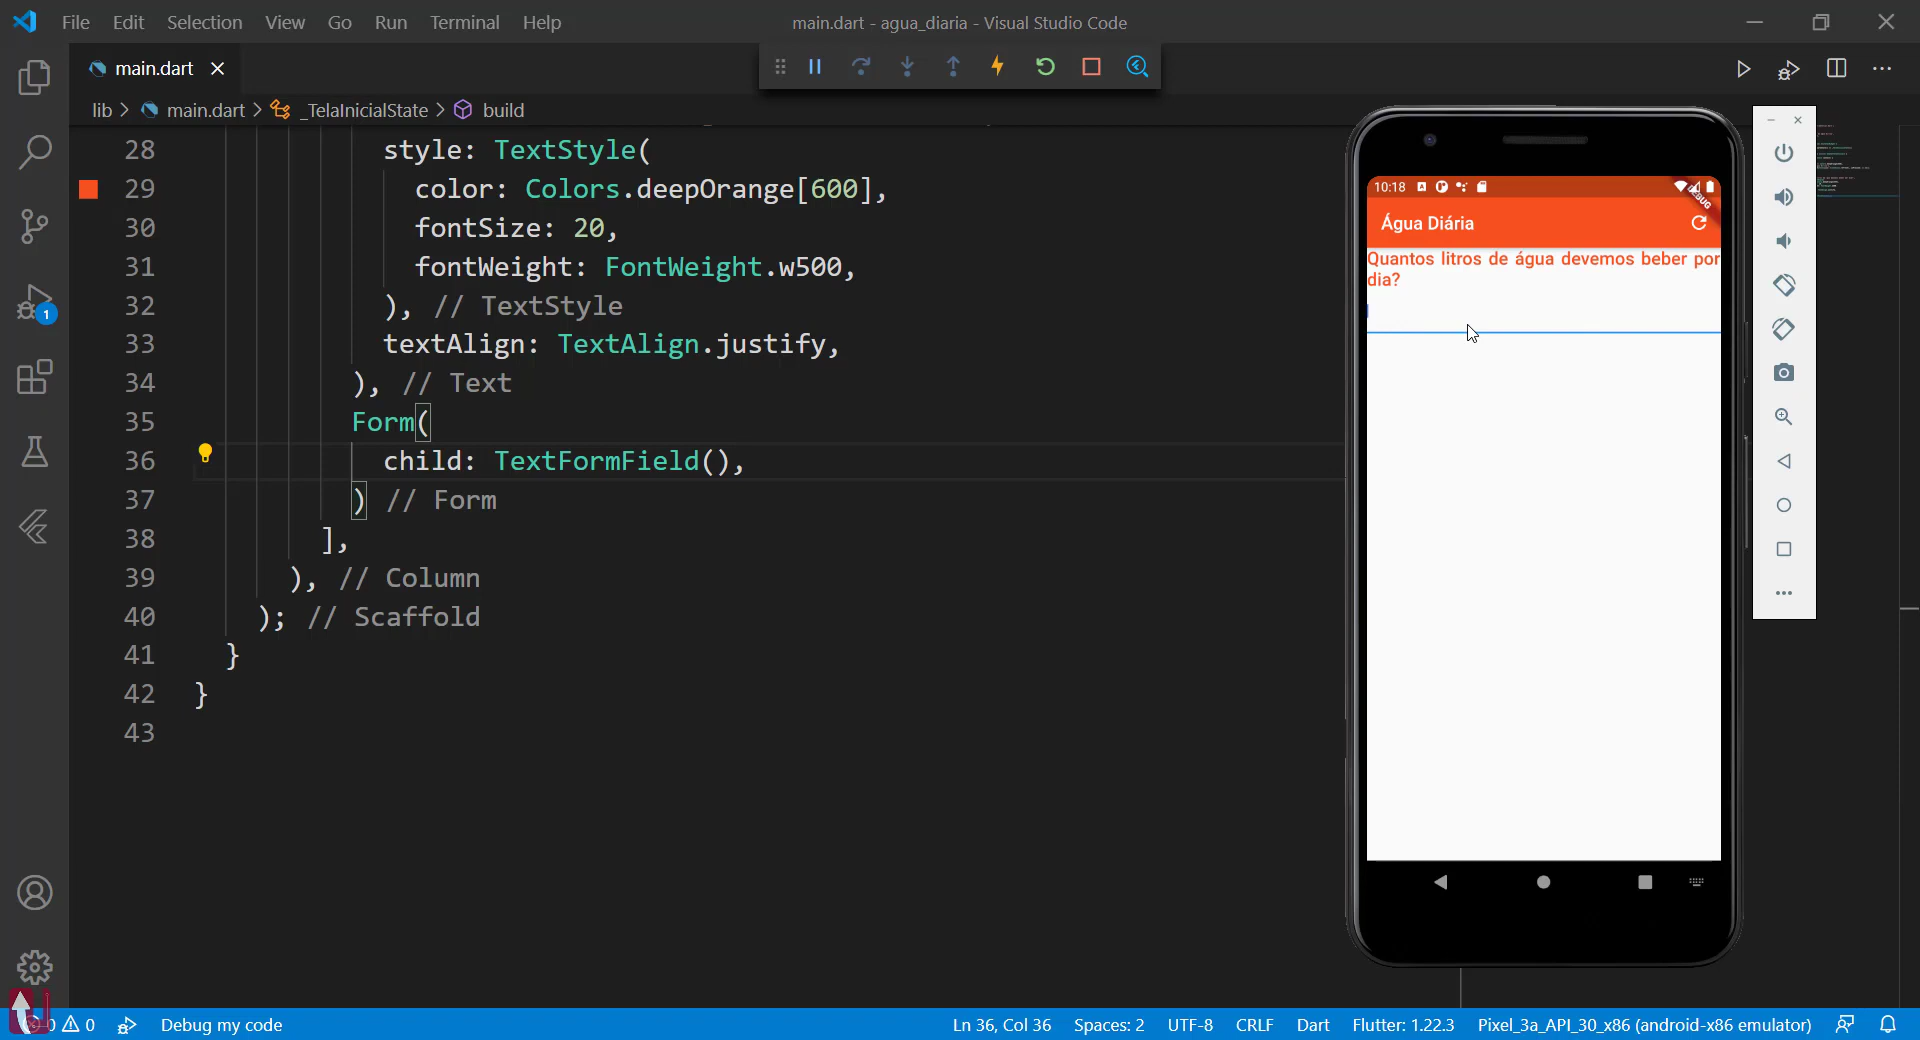 File Edit Selection View Go Run Terminal Help
main.dart - agua_diaria - Visual Studio Code
main.dart
lib > main.dart > _TelaInicialState > build
28 style: TextStyle(
29 color: Colors.deepOrange[600],
30 fontSize: 20,
31 fontWeight: FontWeight.w500,
32 ), // TextStyle
33 textAlign: TextAlign.justify,
34 ), // Text
35 Form(
36 child: TextFormField(),
37 ) // Form
38 ],
39 ), // Column
40 ); // Scaffold
41 }
42 }
43
1
10:18
DEBUG
Água Diária
Quantos litros de água devemos beber por
dia?
0 0 Debug my code
Ln 36, Col 36 Spaces: 2 UTF-8 CRLF Dart Flutter: 1.22.3 Pixel_3a_API_30_x86 (android-x86 emulator)